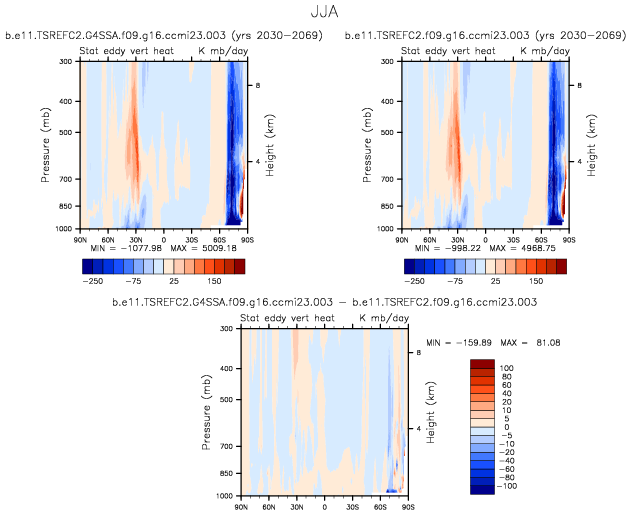 JJA
b.e11.TSREFC2.G4SSA.f09.g16.ccmi23.003 (yrs 2030-2069)
b.e11.TSREFC2.f09.g16.ccmi23.003 (yrs 2030-2069)
Stat eddy vert heat K mb/day
Stat eddy vert heat K mb/day
300
400
500
700
850
1000
Pressure (mb)
8
4
Height (km)
90N 60N 30N 0 30S 60S 90S
MIN = -1077.98 MAX = 5009.18
-250 -125 -25 25 75 150
300
400
500
700
850
1000
Pressure (mb)
8
4
Height (km)
90N 60N 30N 0 30S 60S 90S
MIN = -998.22 MAX = 4968.75
-250 -125 -25 25 75 150
b.e11.TSREFC2.G4SSA.f09.g16.ccmi23.003 - b.e11.TSREFC2.f09.g16.ccmi23.003
Stat eddy vert heat K mb/day
300
400
500
700
850
1000
Pressure (mb)
8
4
Height (km)
90N 60N 30N 0 30S 60S 90S
MIN = -159.89 MAX = 81.08
100
80
60
40
20
10
5
0
-5
-10
-20
-40
-60
-80
-100